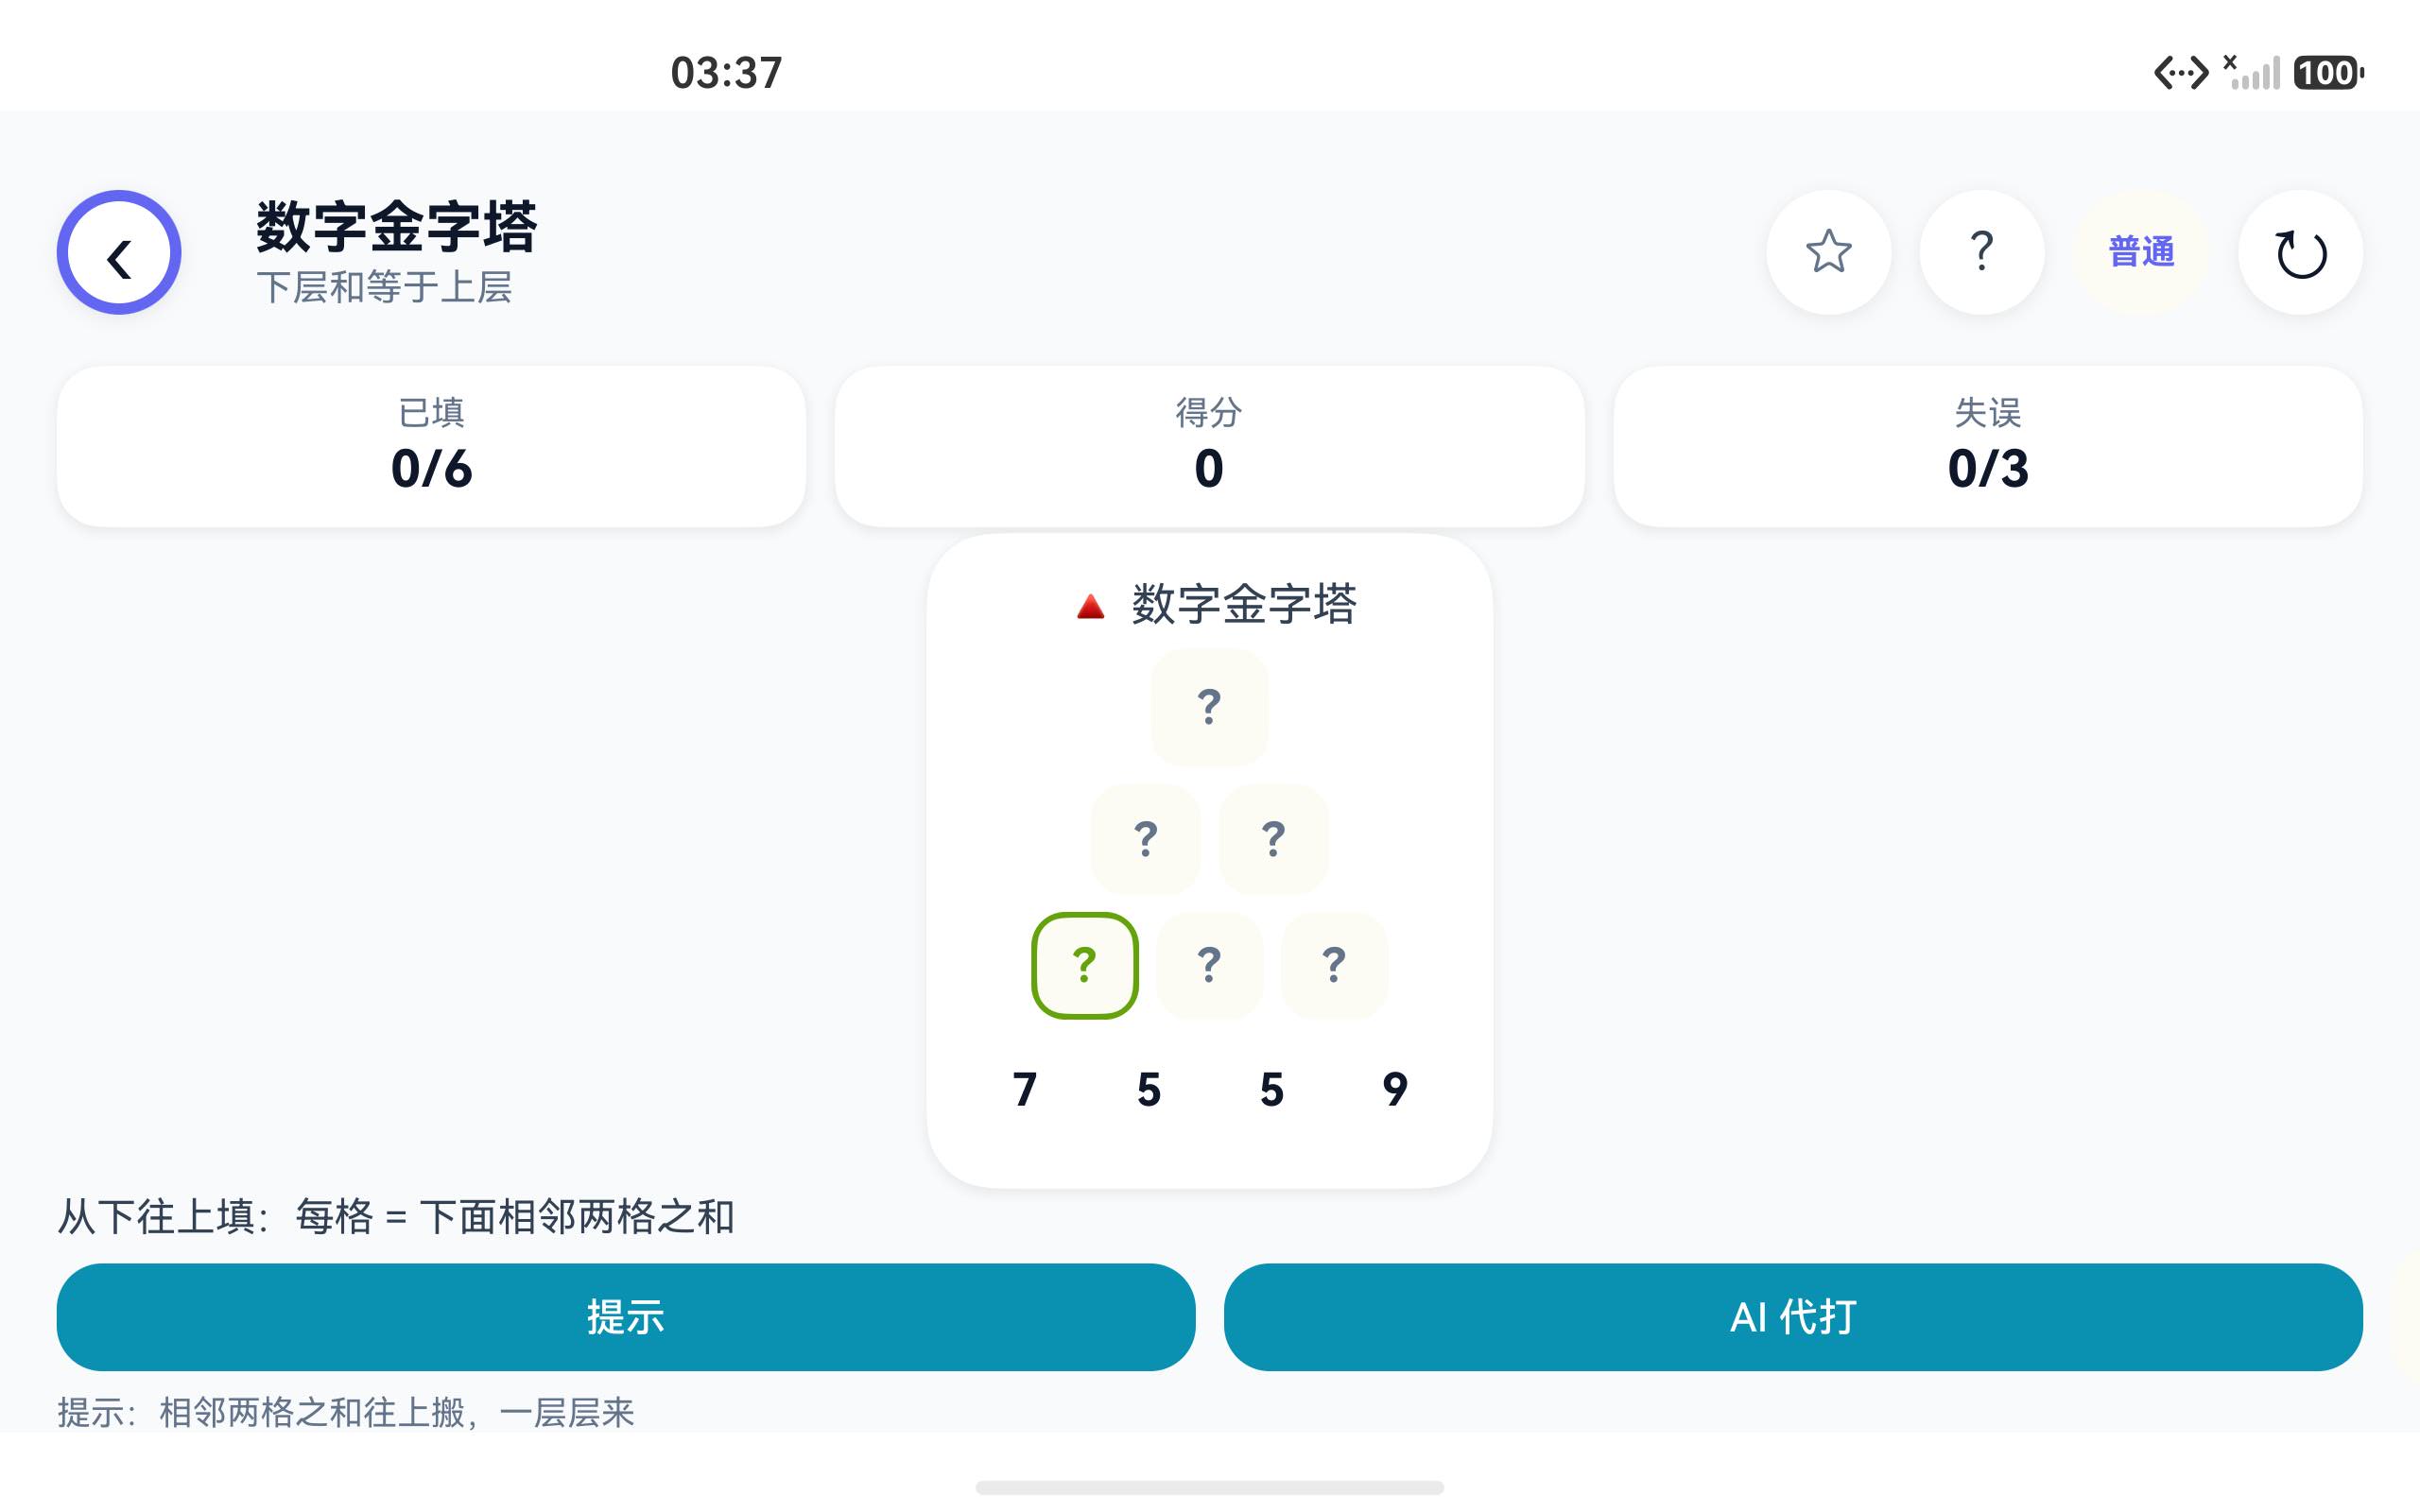 03:37
100
数字金字塔
下层和等于上层
?
普通
已填
0/6
得分
0
失误
0/3
数字金字塔
?
? ?
? ? ?
7 5 5 9
从下往上填：每格 = 下面相邻两格之和
提示
AI 代打
提示：相邻两格之和往上搬，一层层来